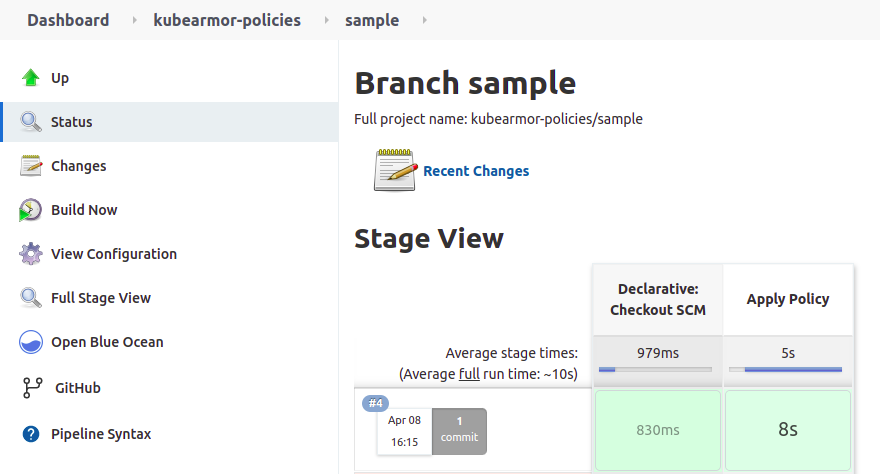 Dashboard kubearmor-policies sample
Up
Status
Changes
Build Now
View Configuration
Full Stage View
Open Blue Ocean
GitHub
Pipeline Syntax
Branch sample
Full project name: kubearmor-policies/sample
Recent Changes
Stage View
Declarative:
Checkout SCM
Apply Policy
Average stage times:
(Average full run time: ~10s)
979ms
5s
#4
Apr 08
16:15
1
commit
830ms
8s